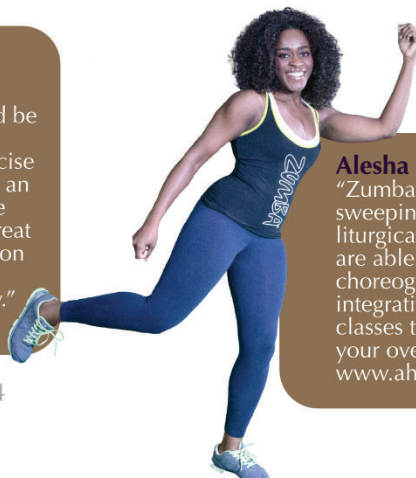 d be
cise
an
e
reat
on
y.”
4
ZUMBA
Alesha
“Zumba
sweepin
liturgica
are able
choreog
integrati
classes t
your ove
www.ah